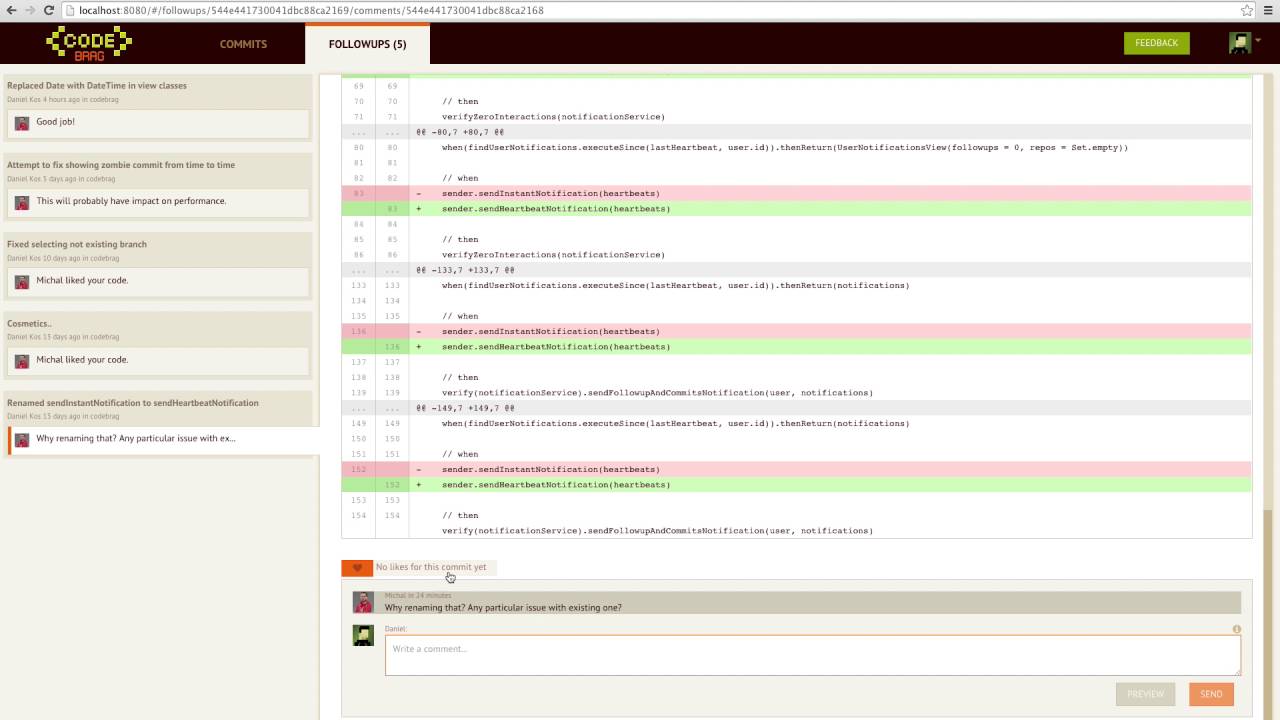 localhost:8080/#/followups/544e441730041dbc88ca2169/comments/544e441730041dbc88ca2168
CODE
BRAG
COMMITS
FOLLOWUPS (5)
FEEDBACK
Replaced Date with DateTime in view classes
Daniel Kos 4 hours ago in codebrag
Good job!
Attempt to fix showing zombie commit from time to time
Daniel Kos 5 days ago in codebrag
This will probably have impact on performance.
Fixed selecting not existing branch
Daniel Kos 10 days ago in codebrag
Michal liked your code.
Cosmetics..
Daniel Kos 13 days ago in codebrag
Michal liked your code.
Renamed sendInstantNotification to sendHeartbeatNotification
Daniel Kos 13 days ago in codebrag
Why renaming that? Any particular issue with ex...
69 69
70 70 // then
71 71 verifyZeroInteractions(notificationService)
... ... @@ -80,7 +80,7 @@
80 80 when(findUserNotifications.executeSince(lastHeartbeat, user.id)).thenReturn(UserNotificationsView(followups = 0, repos = Set.empty))
81 81
82 82 // when
83 - sender.sendInstantNotification(heartbeats)
83 + sender.sendHeartbeatNotification(heartbeats)
84 84
85 85 // then
86 86 verifyZeroInteractions(notificationService)
... ... @@ -133,7 +133,7 @@
133 133 when(findUserNotifications.executeSince(lastHeartbeat, user.id)).thenReturn(notifications)
134 134
135 135 // when
136 - sender.sendInstantNotification(heartbeats)
136 + sender.sendHeartbeatNotification(heartbeats)
137 137
138 138 // then
139 139 verify(notificationService).sendFollowupAndCommitsNotification(user, notifications)
... ... @@ -149,7 +149,7 @@
149 149 when(findUserNotifications.executeSince(lastHeartbeat, user.id)).thenReturn(notifications)
150 150
151 151 // when
152 - sender.sendInstantNotification(heartbeats)
152 + sender.sendHeartbeatNotification(heartbeats)
153 153
154 154 // then
verify(notificationService).sendFollowupAndCommitsNotification(user, notifications)
No likes for this commit yet
Michal in 24 minutes
Why renaming that? Any particular issue with existing one?
Daniel:
Write a comment...
PREVIEW
SEND